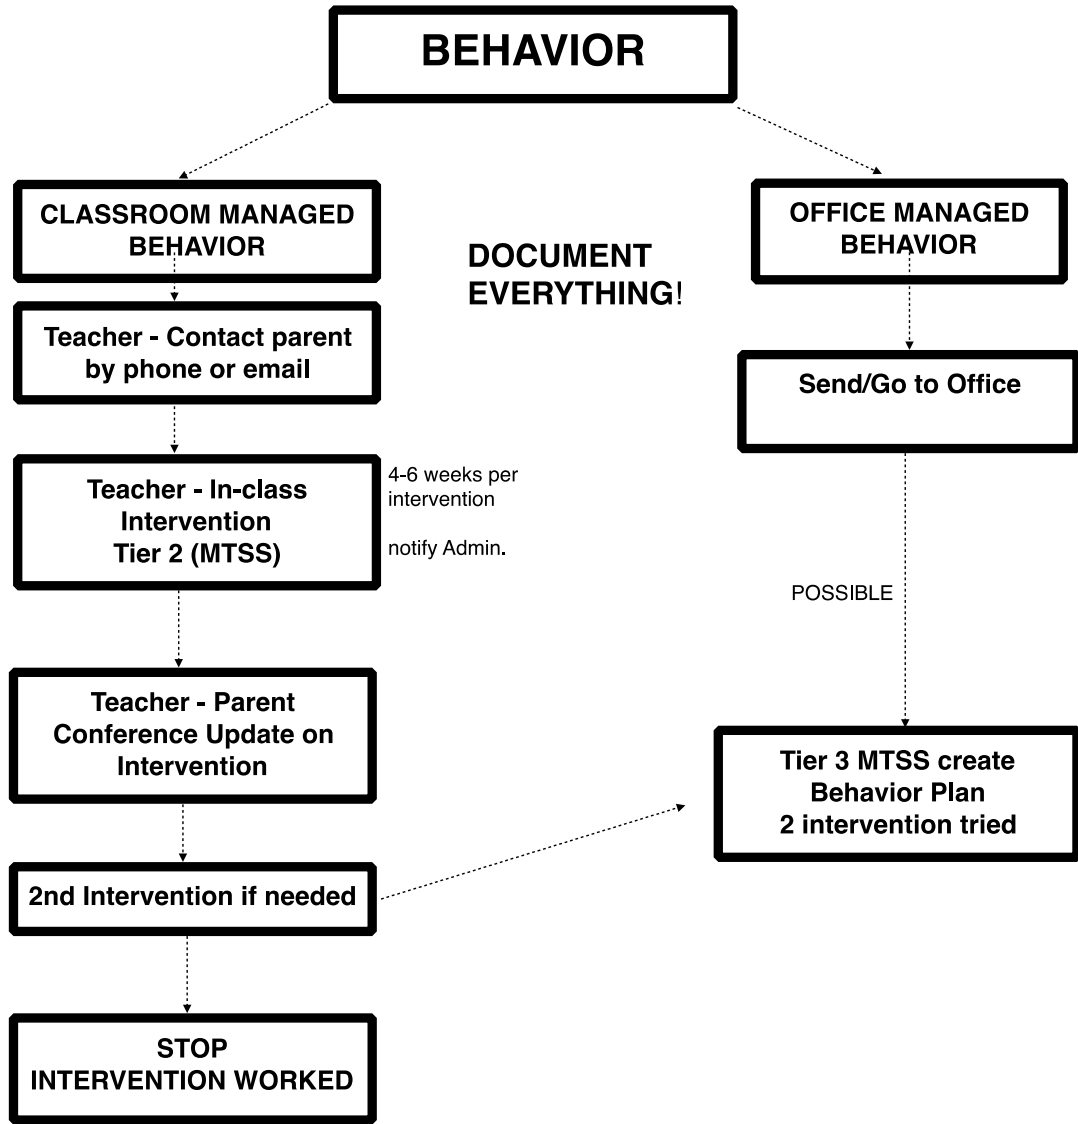 BEHAVIOR
CLASSROOM MANAGED
BEHAVIOR
OFFICE MANAGED
BEHAVIOR
DOCUMENT
EVERYTHING!
Teacher - Contact parent
by phone or email
Send/Go to Office
Teacher - In-class
Intervention
Tier 2 (MTSS)
4-6 weeks per
intervention
notify Admin.
POSSIBLE
Teacher - Parent
Conference Update on
Intervention
Tier 3 MTSS create
Behavior Plan
2 intervention tried
2nd Intervention if needed
STOP
INTERVENTION WORKED